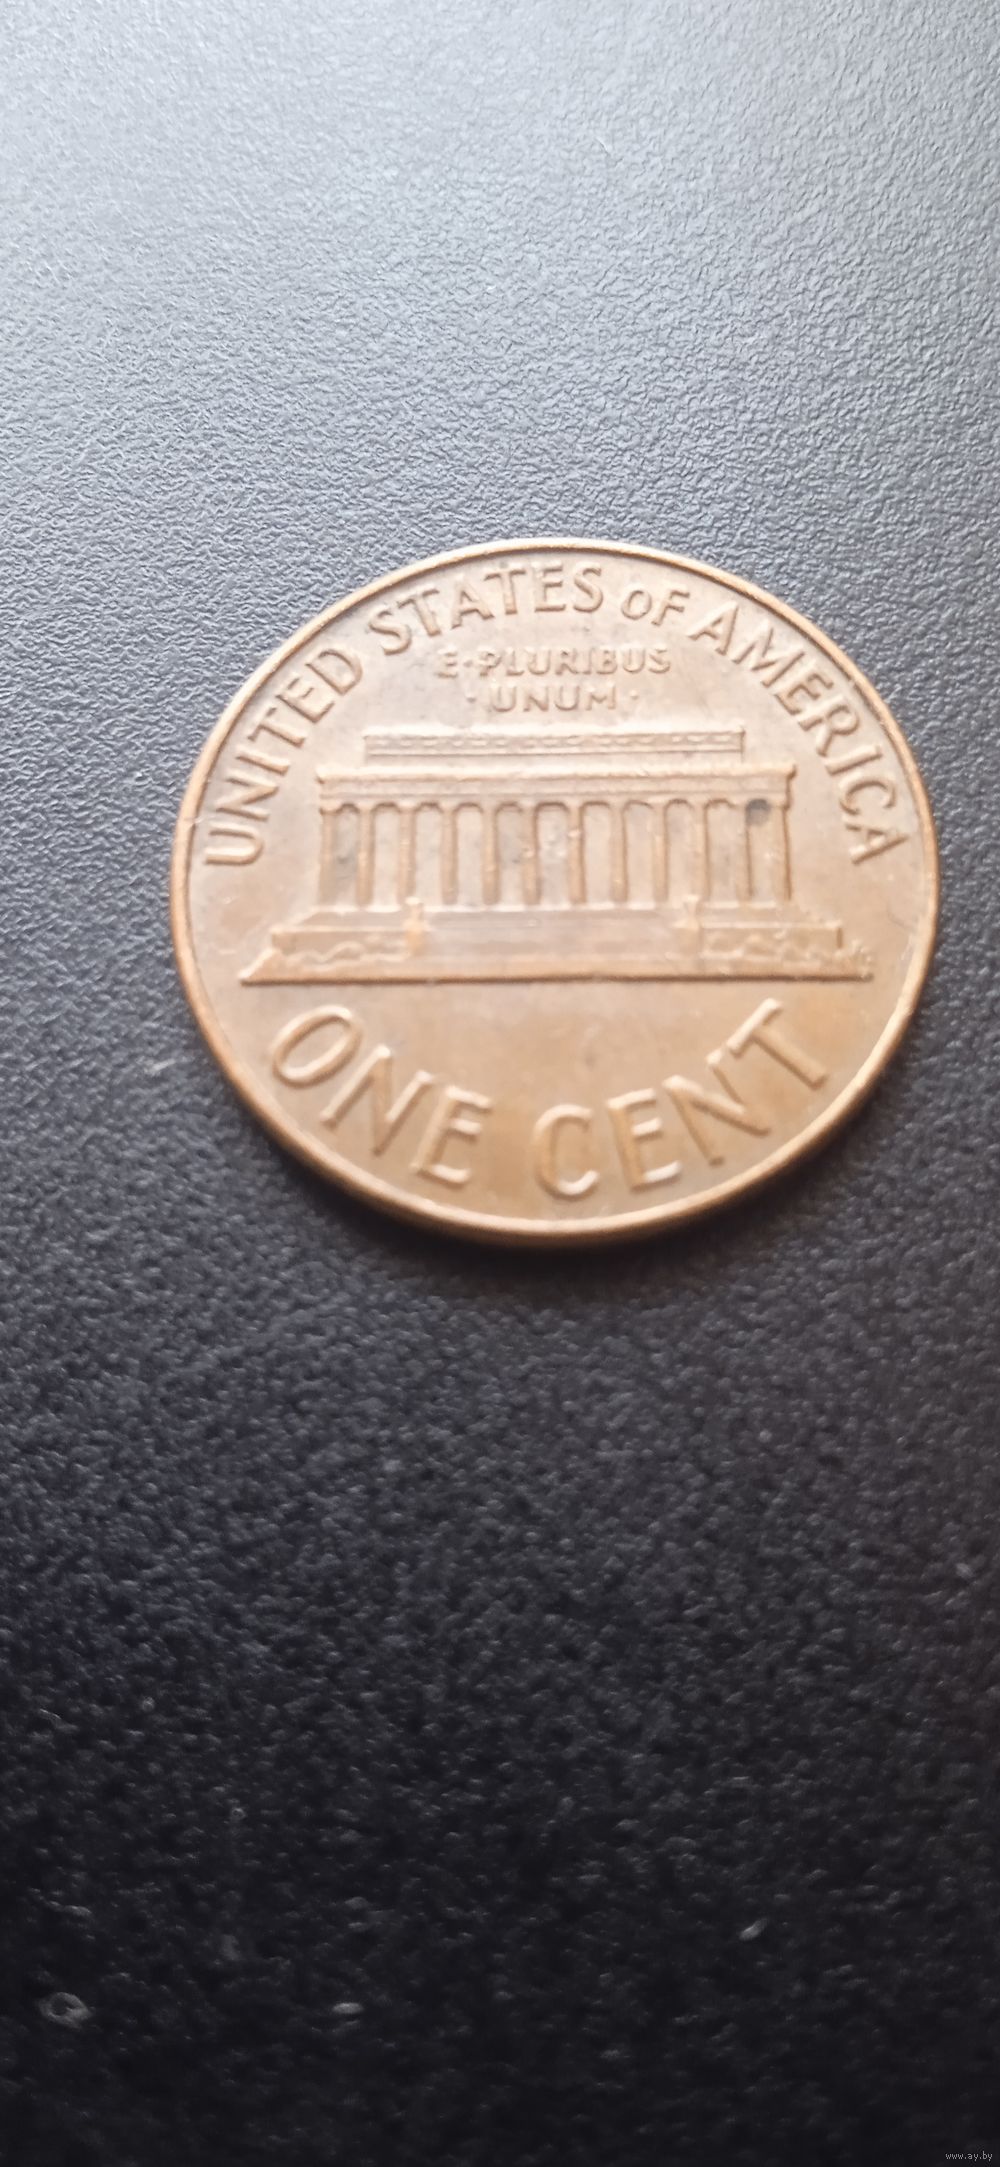 UNITED STATES OF AMERICA
E·PLURIBUS
·UNUM·
ONE CENT
www.ay.by